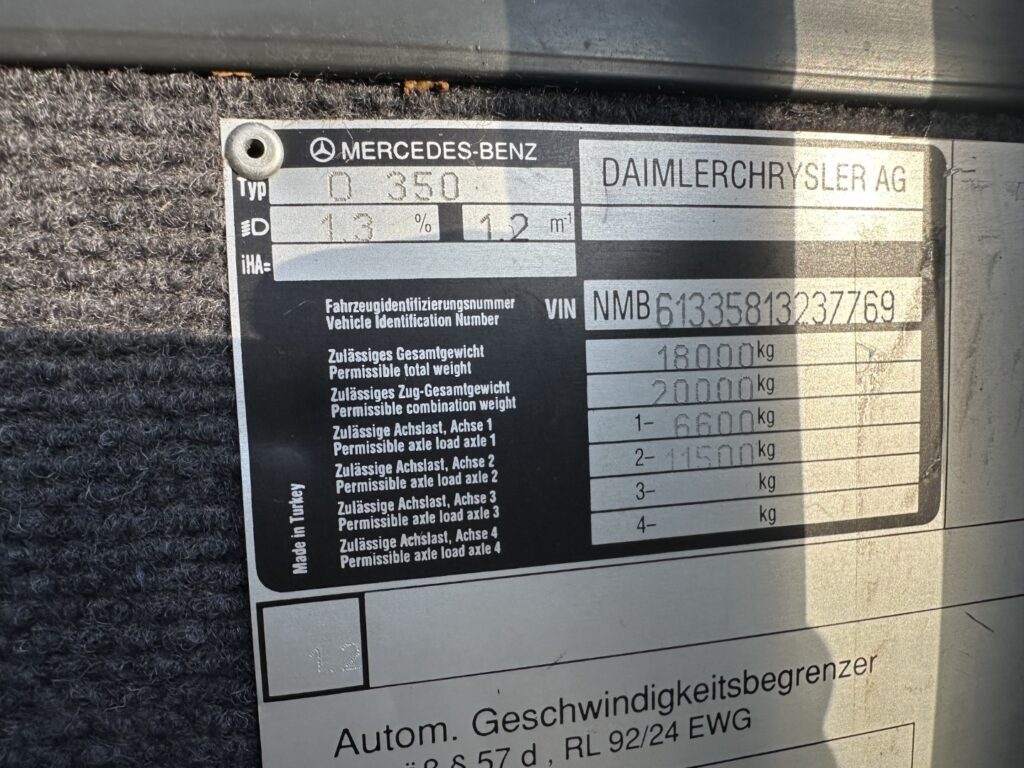 MERCEDES-BENZ
DAIMLERCHRYSLER AG
Typ O 350
1.3 % 1.2 m⁻¹
iHA=
Fahrzeugidentifizierungsnummer
Vehicle Identification Number
VIN NMB61335813237769
Zulässiges Gesamtgewicht
Permissible total weight
18000 kg
Zulässiges Zug-Gesamtgewicht
Permissible combination weight
20000 kg
Zulässige Achslast, Achse 1
Permissible axle load axle 1
1- 6600 kg
Zulässige Achslast, Achse 2
Permissible axle load axle 2
2- 11500 kg
Zulässige Achslast, Achse 3
Permissible axle load axle 3
3- kg
Zulässige Achslast, Achse 4
Permissible axle load axle 4
4- kg
Made in Turkey
1.2
Autom. Geschwindigkeitsbegrenzer
§ 57 d , RL 92/24 EWG